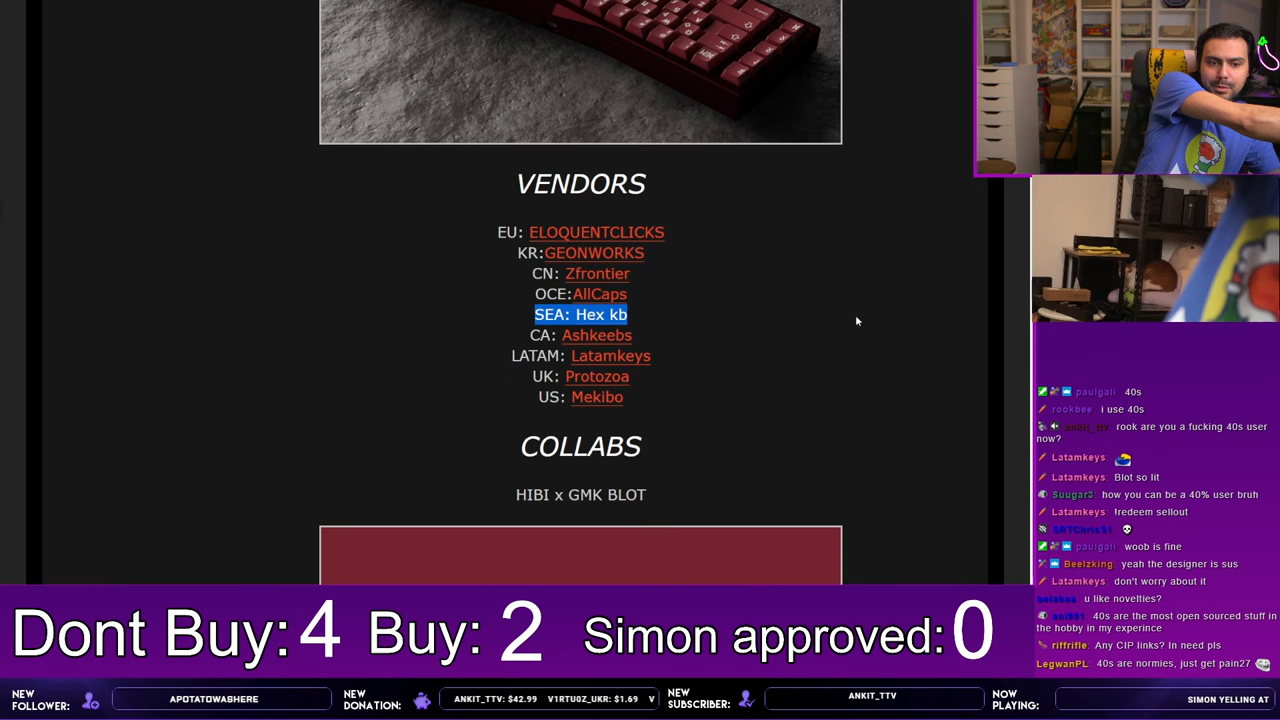 VENDORS
EU: ELOQUENTCLICKS
KR:GEONWORKS
CN: Zfrontier
OCE:AllCaps
SEA: Hex kb
CA: Ashkeebs
LATAM: Latamkeys
UK: Protozoa
US: Mekibo
COLLABS
HIBI x GMK BLOT
paulgali: 40s
rookbee: i use 40s
ankit_ttv: rook are you a fucking 40s user
now?
Latamkeys:
Latamkeys: Blot so lit
Suugar3: how you can be a 40% user bruh
Latamkeys: !redeem sellout
SRTChrisS1:
paulgali: woob is fine
Beelzking: yeah the designer is sus
Latamkeys: don't worry about it
u like novelties?
40s are the most open sourced stuff in
the hobby in my experince
riffrifle: Any CIP links? In need pls
LegwanPL: 40s are normies, just get pain27
Dont Buy: 4 Buy: 2 Simon approved: 0
NEW FOLLOWER: APOTATOWASHERE
NEW DONATION: ANKIT_TTV: $42.99 V1RTU0Z_UKR: $1.69 V
NEW SUBSCRIBER: ANKIT_TTV
NOW PLAYING: SIMON YELLING AT